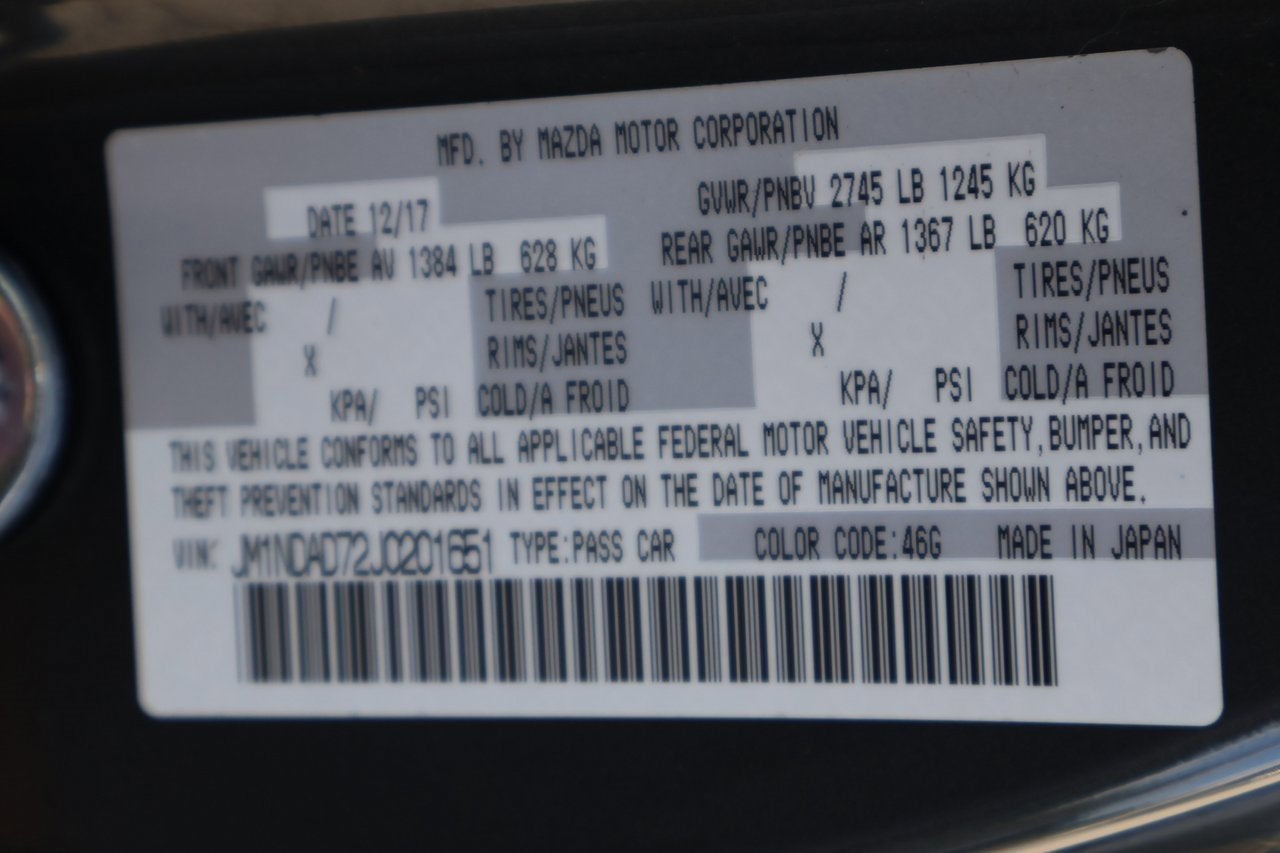 MFD. BY MAZDA MOTOR CORPORATION
DATE 12/17 GVWR/PNBV 2745 LB 1245 KG
FRONT GAWR/PNBE AV 1384 LB 628 KG REAR GAWR/PNBE AR 1367 LB 620 KG
WITH/AVEC / TIRES/PNEUS WITH/AVEC / TIRES/PNEUS
X RIMS/JANTES X RIMS/JANTES
KPA/ PSI COLD/A FROID KPA/ PSI COLD/A FROID
THIS VEHICLE CONFORMS TO ALL APPLICABLE FEDERAL MOTOR VEHICLE SAFETY, BUMPER, AND
THEFT PREVENTION STANDARDS IN EFFECT ON THE DATE OF MANUFACTURE SHOWN ABOVE.
VIN: JM1NDAD72J0201651 TYPE:PASS CAR COLOR CODE:46G MADE IN JAPAN